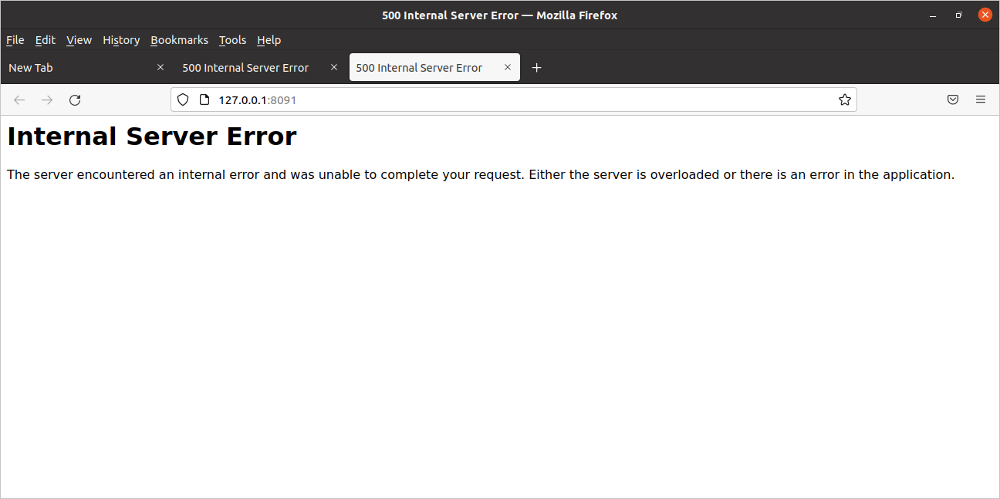 500 Internal Server Error — Mozilla Firefox
File Edit View History Bookmarks Tools Help
New Tab 500 Internal Server Error 500 Internal Server Error
127.0.0.1:8091
Internal Server Error
The server encountered an internal error and was unable to complete your request. Either the server is overloaded or there is an error in the application.